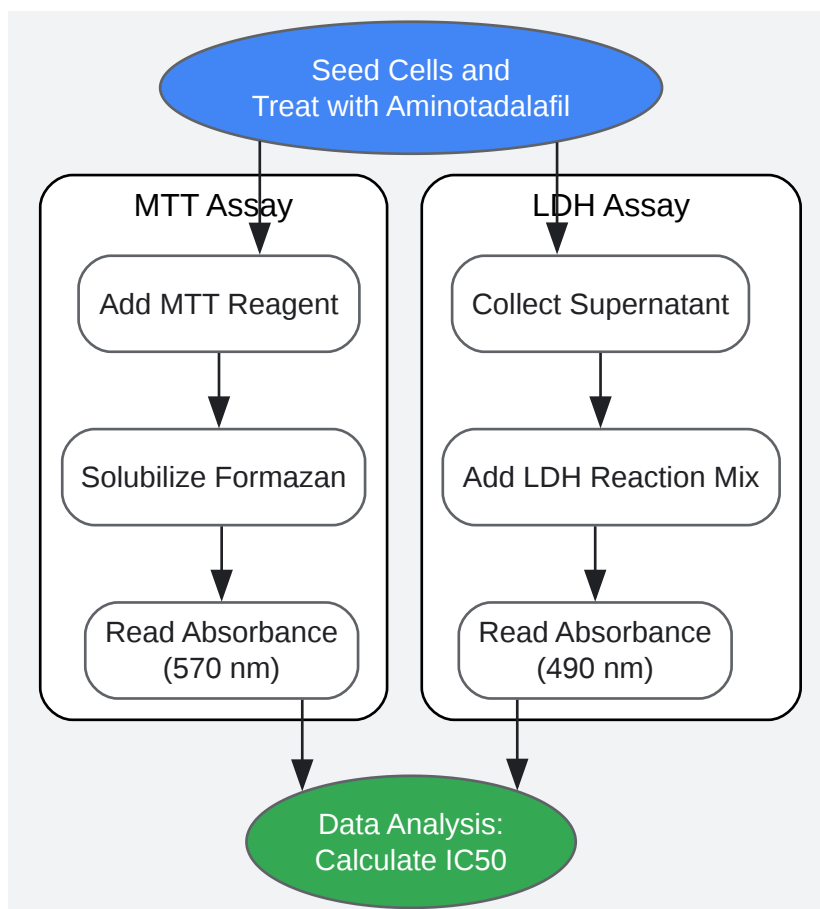 Seed Cells and
Treat with Aminotadalafil
MTT Assay
Add MTT Reagent
Solubilize Formazan
Read Absorbance
(570 nm)
LDH Assay
Collect Supernatant
Add LDH Reaction Mix
Read Absorbance
(490 nm)
Data Analysis:
Calculate IC50